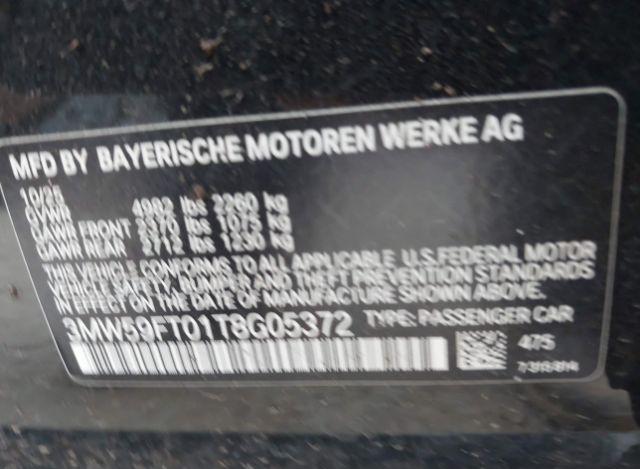 MFD BY BAYERISCHE MOTOREN WERKE AG
10/25
GVWR 4982 lbs 2260 kg
GAWR FRONT 2370 lbs 1075 kg
GAWR REAR 2712 lbs 1230 kg
THIS VEHICLE CONFORMS TO ALL APPLICABLE U.S. FEDERAL MOTOR
VEHICLE SAFETY, BUMPER AND THEFT PREVENTION STANDARDS
IN EFFECT ON THE DATE OF MANUFACTURE SHOWN ABOVE.
3MW59FT01T8G05372 TYPE: PASSENGER CAR
475